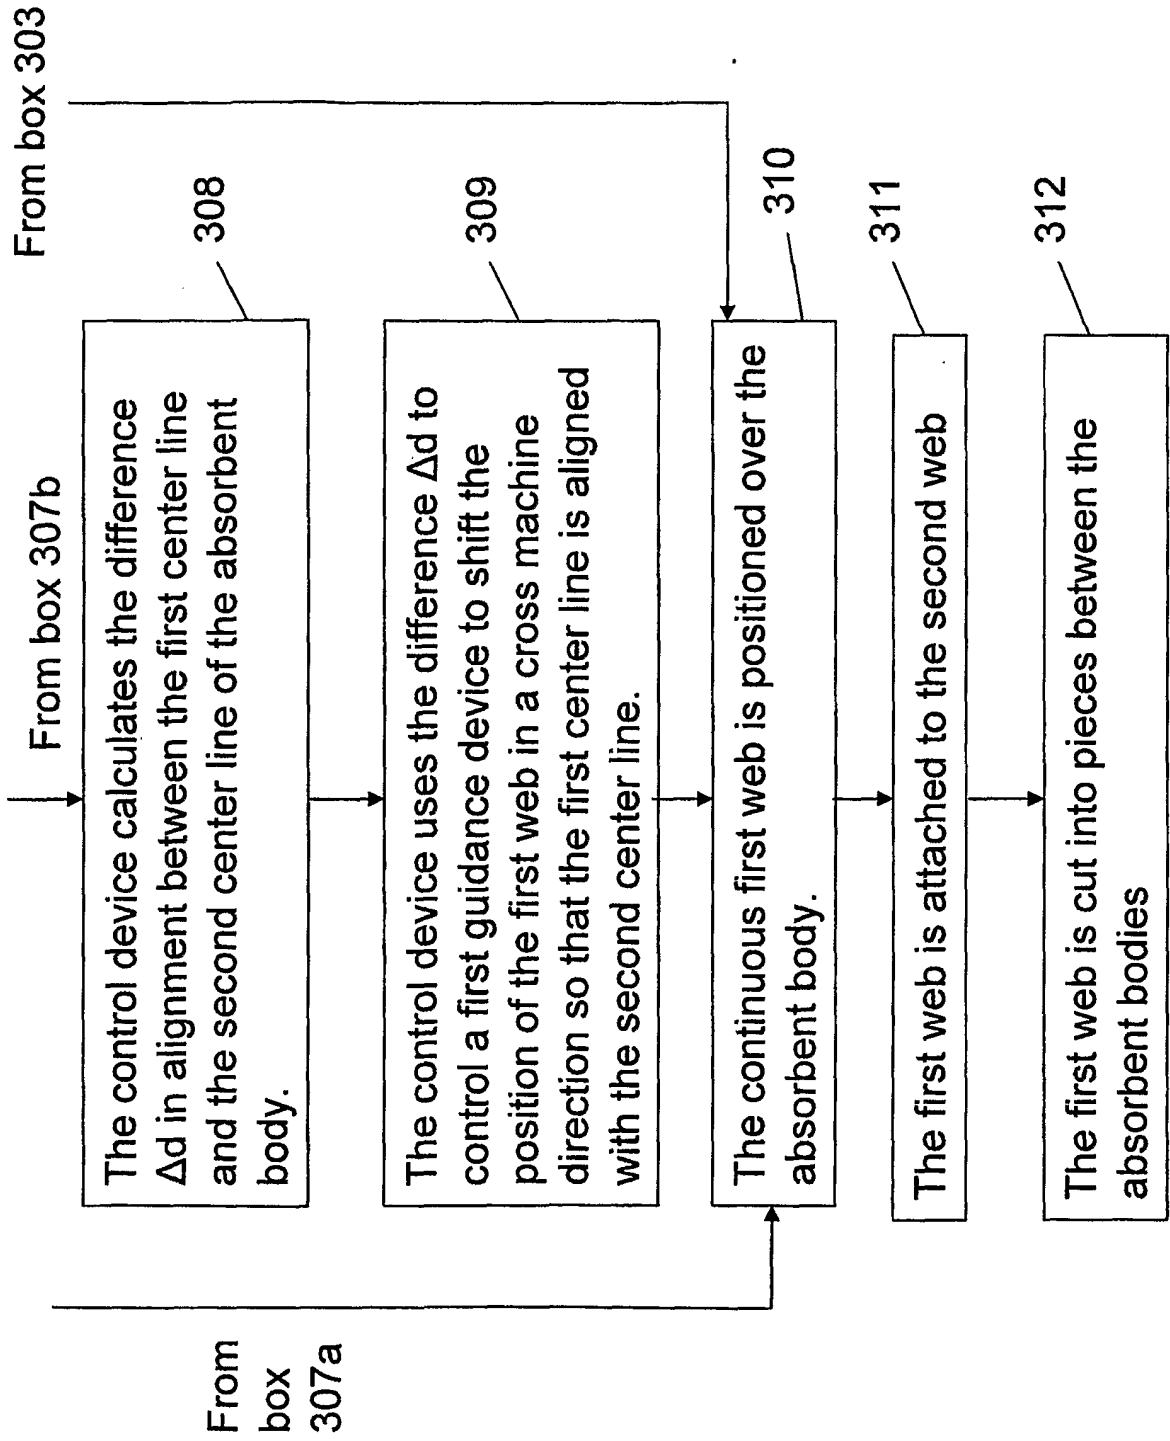 From box 307b
From box 303
The control device calculates the difference
Δd in alignment between the first center line
and the second center line of the absorbent
body.
308
The control device uses the difference Δd to
control a first guidance device to shift the
position of the first web in a cross machine
direction so that the first center line is aligned
with the second center line.
309
From
box
307a
The continuous first web is positioned over the
absorbent body.
310
The first web is attached to the second web
311
The first web is cut into pieces between the
absorbent bodies
312